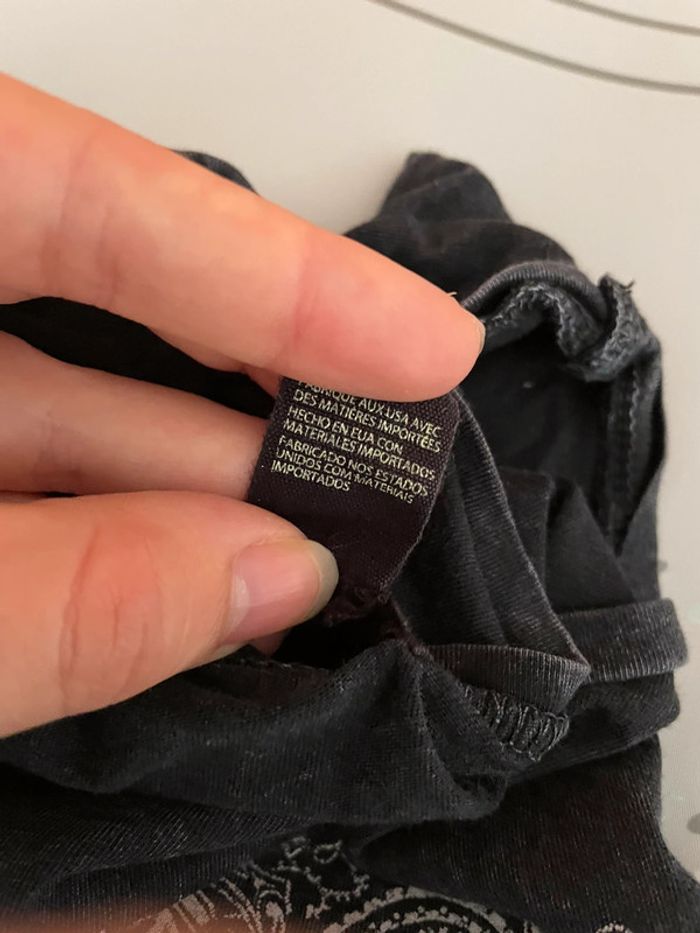 FABRIQUÉ AUX USA AVEC
DES MATIÈRES IMPORTÉES
HECHO EN EUA CON
MATERIALES IMPORTADOS
FABRICADO NOS ESTADOS
UNIDOS COM MATERIAIS
IMPORTADOS